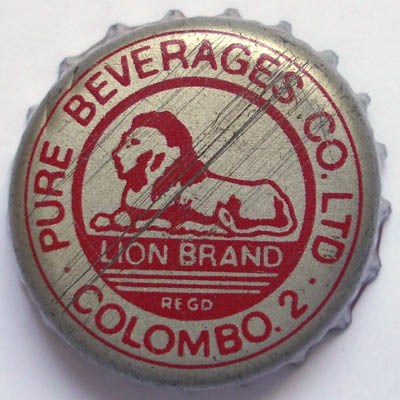 PURE BEVERAGES. CO. LTD.
LION BRAND
REGD
COLOMBO. 2.